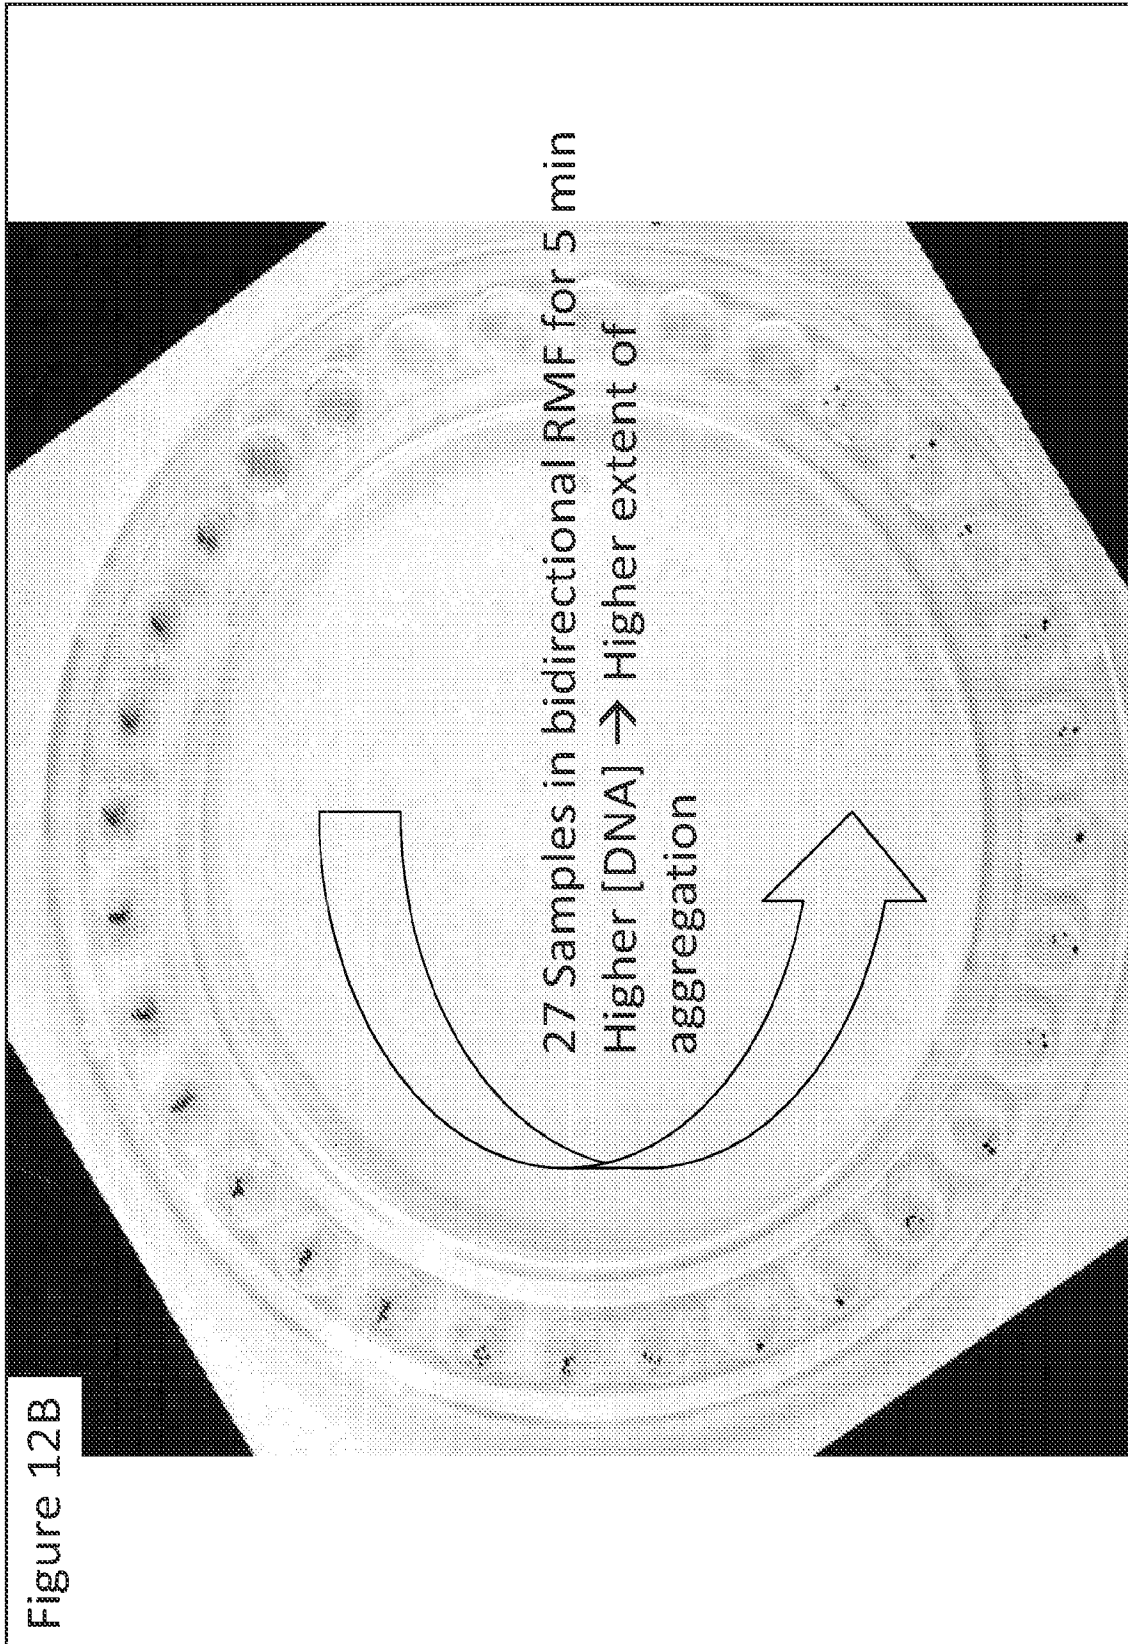 Figure 12B
27 Samples in bidirectional RMF for 5 min
Higher [DNA] → Higher extent of
aggregation